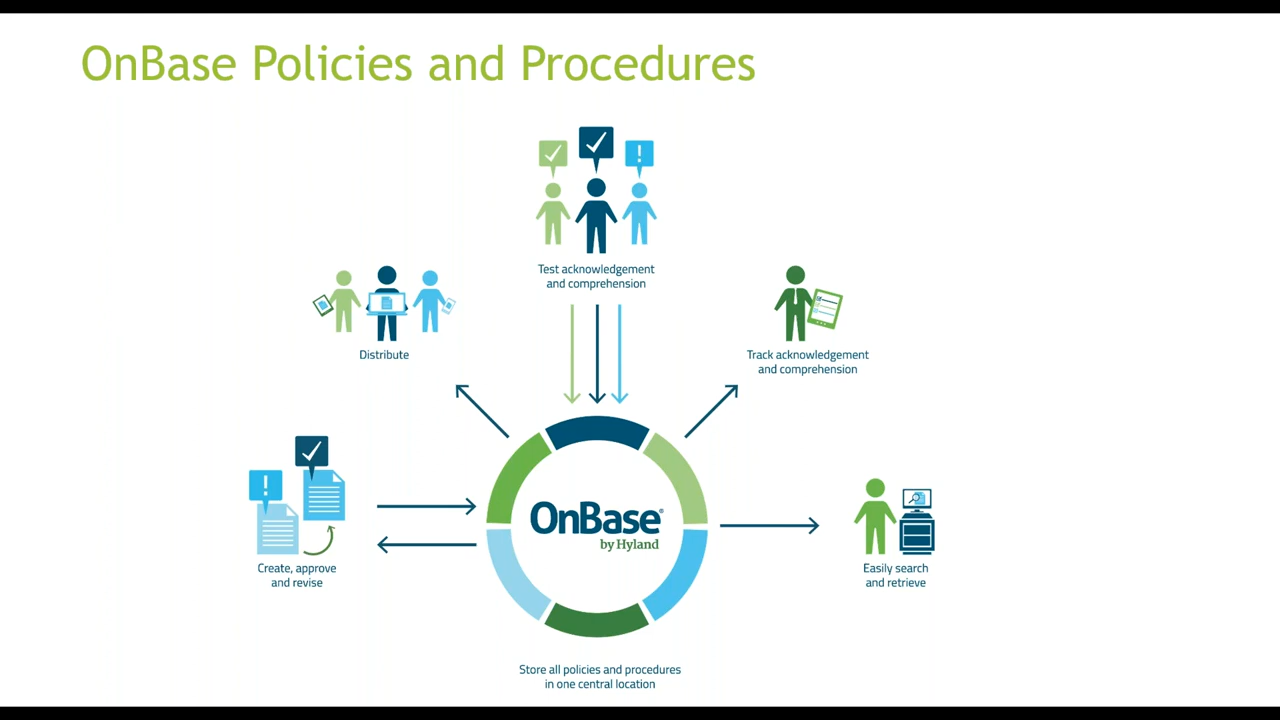 OnBase Policies and Procedures
Test acknowledgement
and comprehension
Distribute
Track acknowledgement
and comprehension
Create, approve
and revise
OnBase®
by Hyland
Easily search
and retrieve
Store all policies and procedures
in one central location